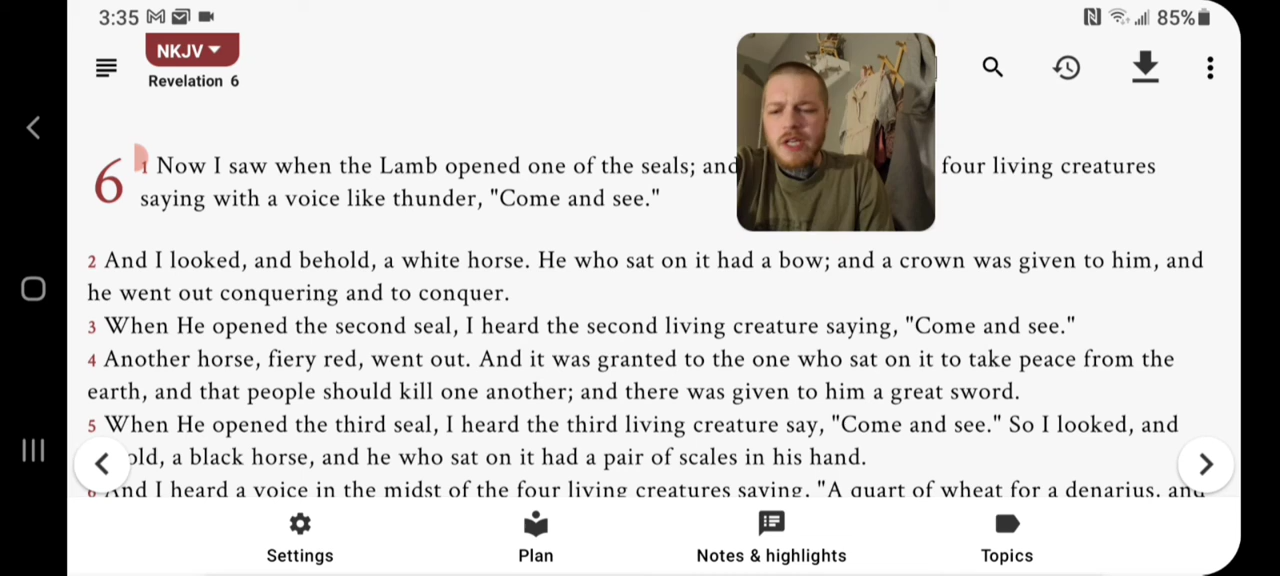 3:35 85%
NKJV
Revelation 6
6 1 Now I saw when the Lamb opened one of the seals; and four living creatures
saying with a voice like thunder, "Come and see."
2 And I looked, and behold, a white horse. He who sat on it had a bow; and a crown was given to him, and
he went out conquering and to conquer.
3 When He opened the second seal, I heard the second living creature saying, "Come and see."
4 Another horse, fiery red, went out. And it was granted to the one who sat on it to take peace from the
earth, and that people should kill one another; and there was given to him a great sword.
5 When He opened the third seal, I heard the third living creature say, "Come and see." So I looked, and
old, a black horse, and he who sat on it had a pair of scales in his hand.
6 And I heard a voice in the midst of the four living creatures saying, "A quart of wheat for a denarius, and
Settings Plan Notes & highlights Topics